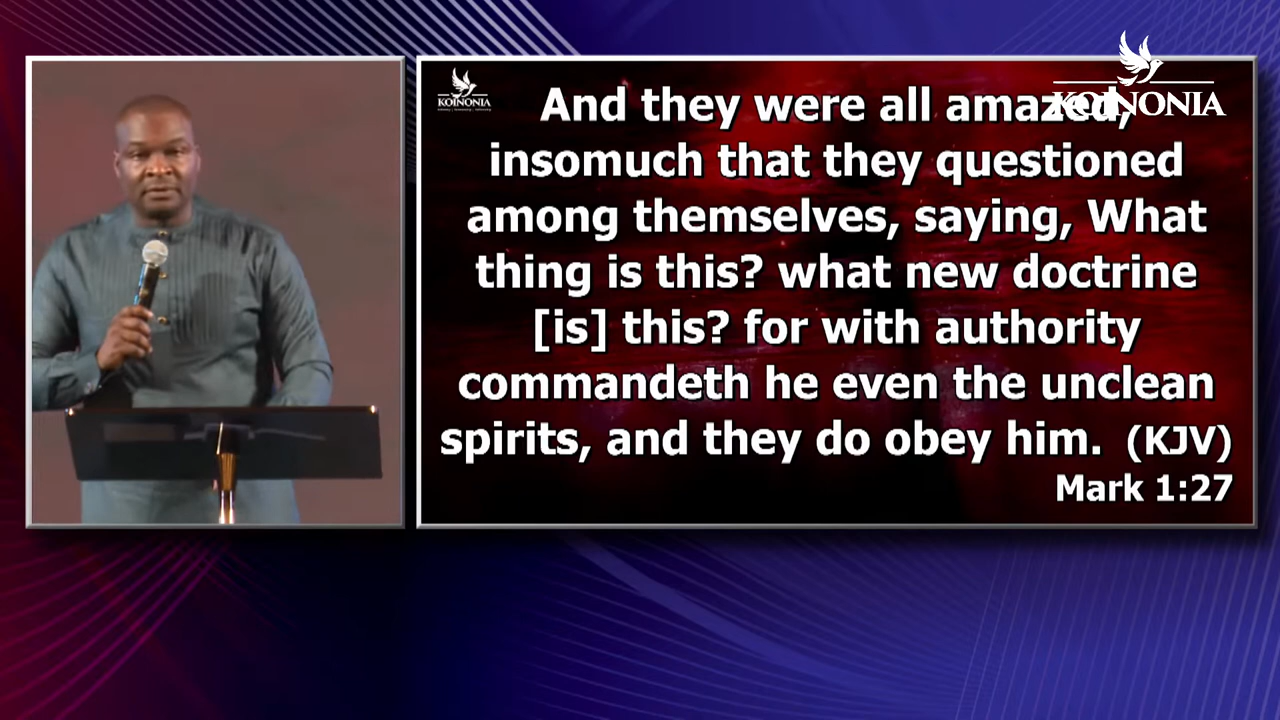 KOINONIA
KOINONIA
And they were all amazed,
insomuch that they questioned
among themselves, saying, What
thing is this? what new doctrine
[is] this? for with authority
commandeth he even the unclean
spirits, and they do obey him. (KJV)
Mark 1:27